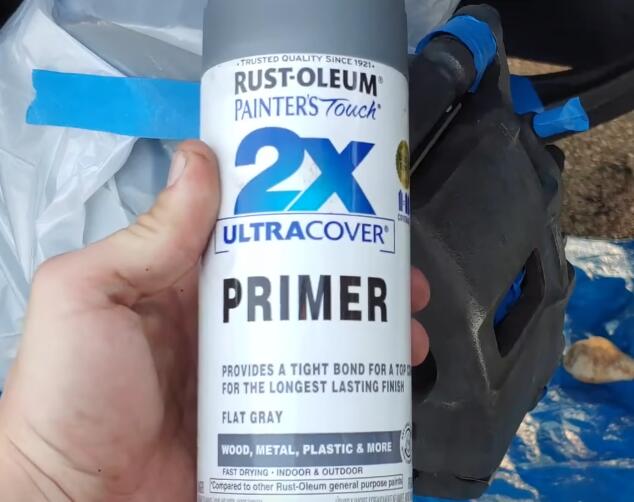 • TRUSTED QUALITY SINCE 1921 •
RUST-OLEUM®
PAINTER'S Touch®
2X
ULTRACOVER®
PRIMER
PROVIDES A TIGHT BOND FOR A TOP
FOR THE LONGEST LASTING FINISH
FLAT GRAY
WOOD, METAL, PLASTIC & MORE
FAST DRYING • INDOOR & OUTDOOR
*Compared to other Rust-Oleum general purpose paints